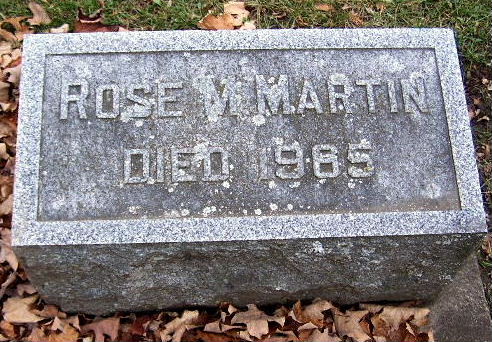 ROSE M. MARTIN
DIED 1965